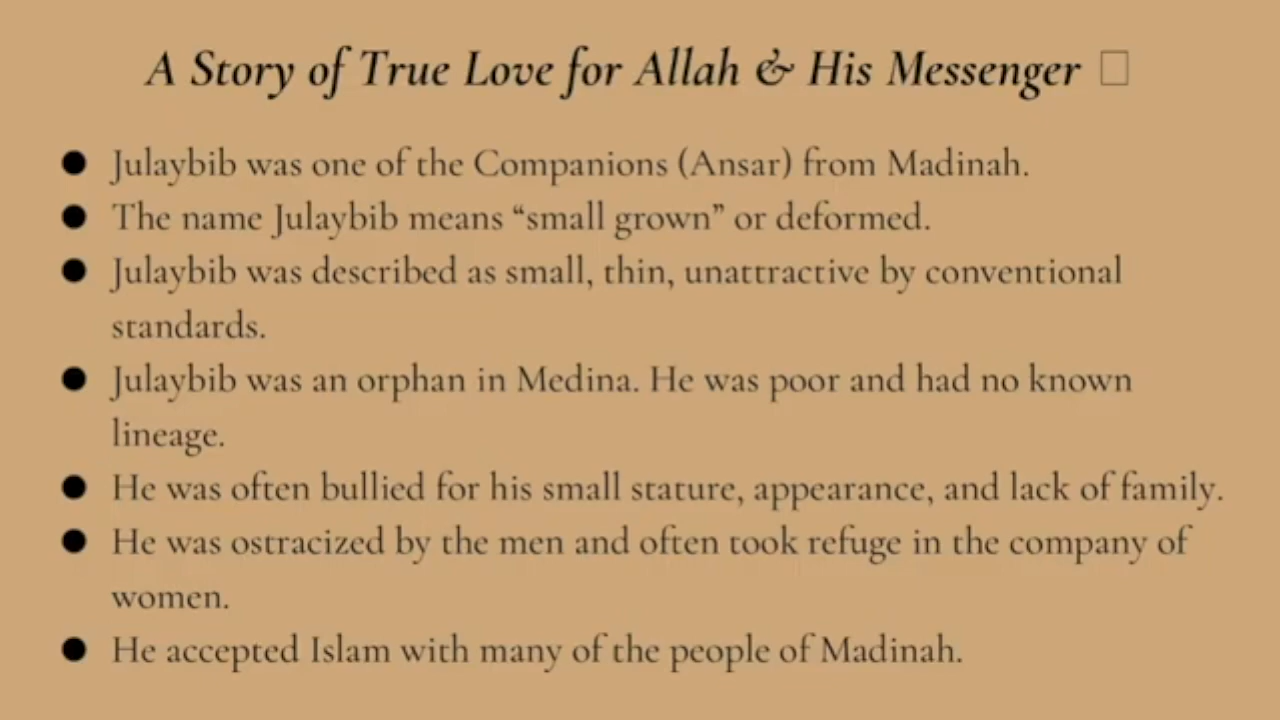 A Story of True Love for Allah & His Messenger □
● Julaybib was one of the Companions (Ansar) from Madinah.
● The name Julaybib means “small grown” or deformed.
● Julaybib was described as small, thin, unattractive by conventional
standards.
● Julaybib was an orphan in Medina. He was poor and had no known
lineage.
● He was often bullied for his small stature, appearance, and lack of family.
● He was ostracized by the men and often took refuge in the company of
women.
● He accepted Islam with many of the people of Madinah.